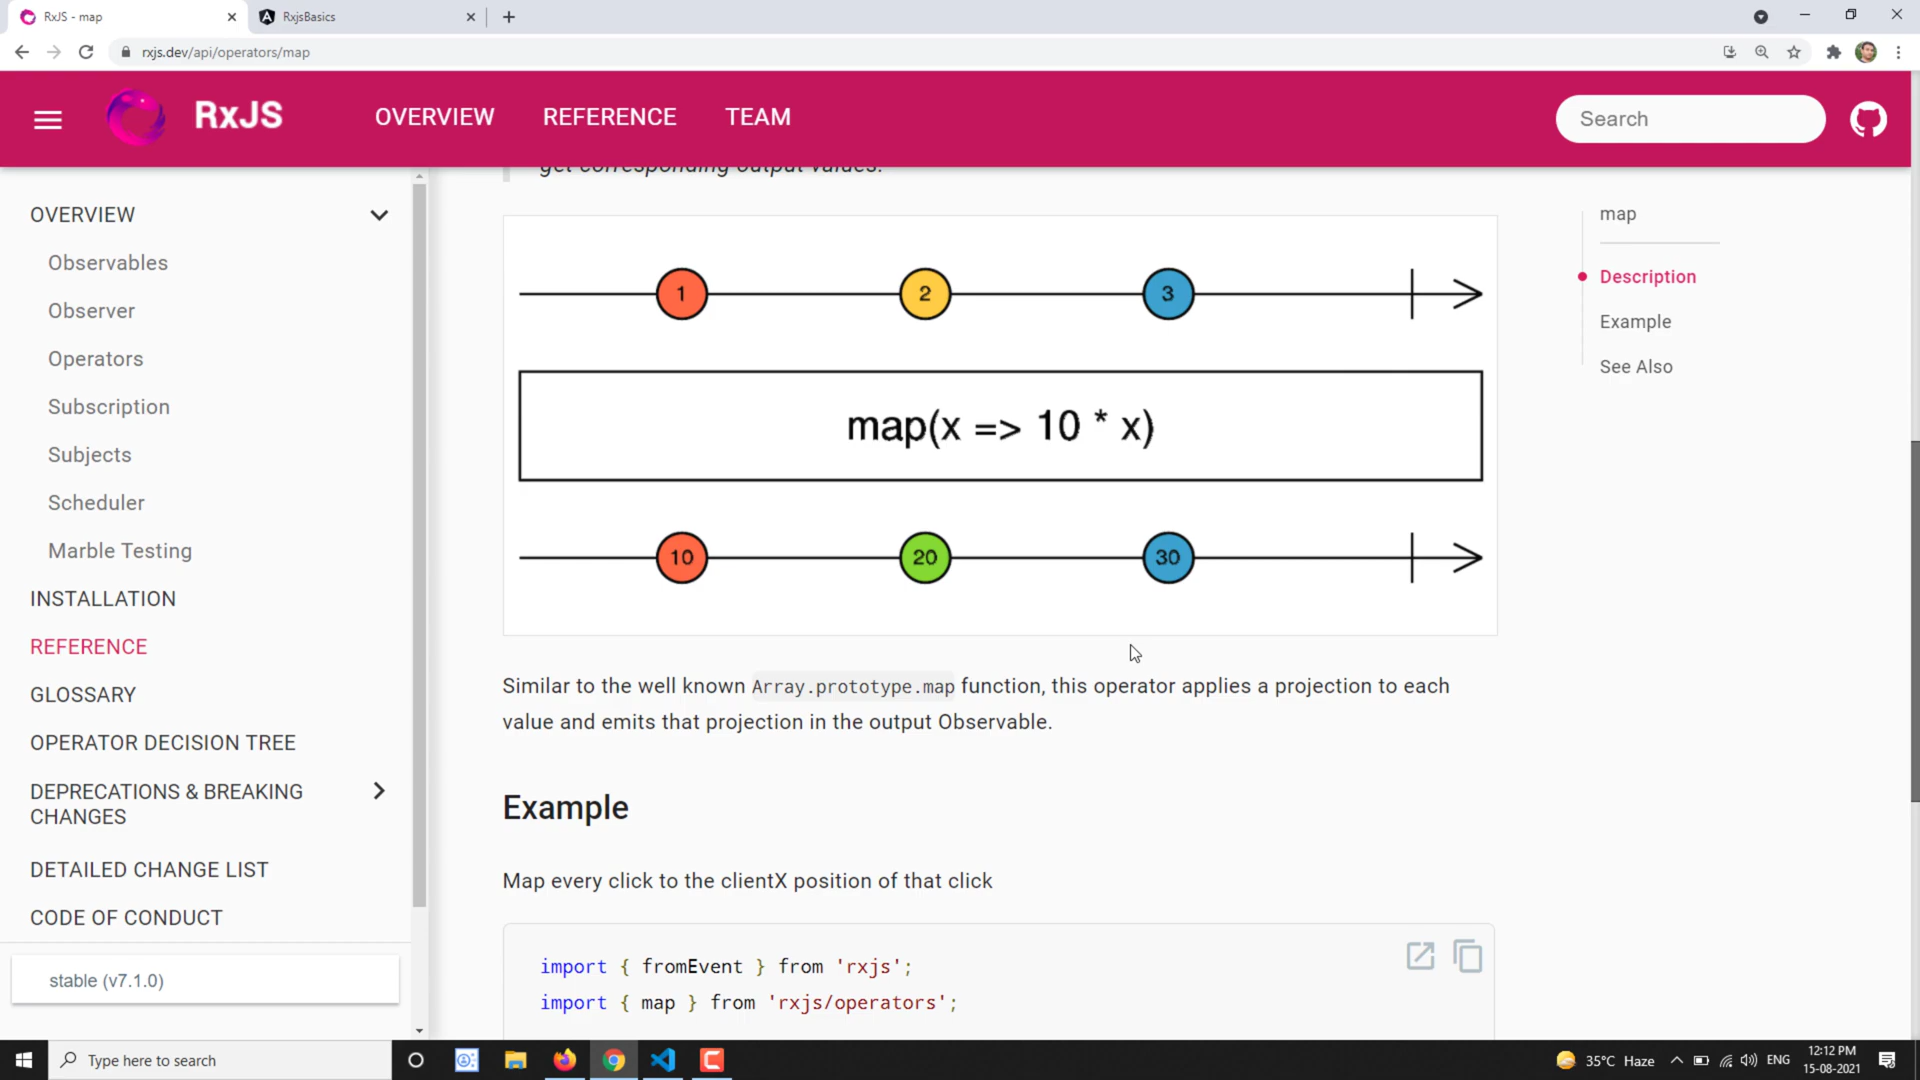 RxJS - map
RxjsBasics
rxjs.dev/api/operators/map
RxJS
OVERVIEW
REFERENCE
TEAM
Search
OVERVIEW
Observables
Observer
Operators
Subscription
Subjects
Scheduler
Marble Testing
INSTALLATION
REFERENCE
GLOSSARY
OPERATOR DECISION TREE
DEPRECATIONS & BREAKING
CHANGES
DETAILED CHANGE LIST
CODE OF CONDUCT
stable (v7.1.0)
get corresponding output values.
1 2 3
map(x => 10 * x)
10 20 30
Similar to the well known Array.prototype.map function, this operator applies a projection to each
value and emits that projection in the output Observable.
Example
Map every click to the clientX position of that click
import { fromEvent } from 'rxjs';
import { map } from 'rxjs/operators';
map
Description
Example
See Also
Type here to search
35°C Haze
ENG
12:12 PM
15-08-2021